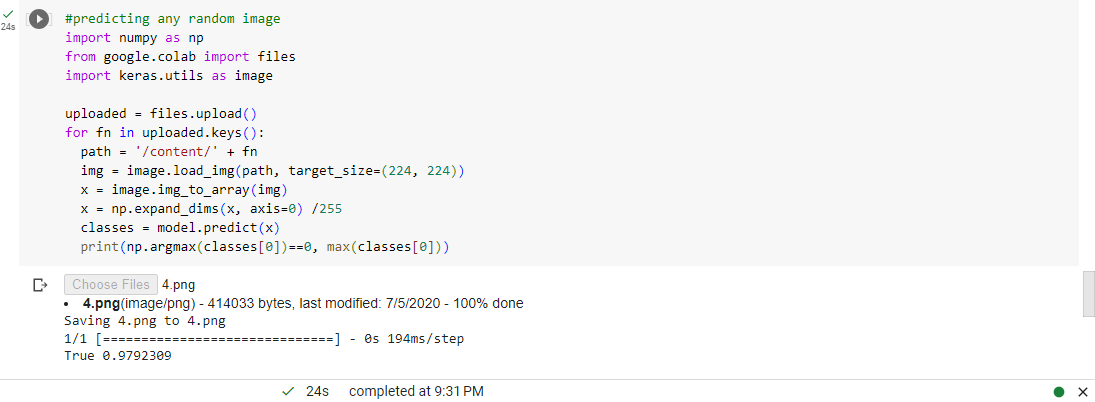 24s
#predicting any random image
import numpy as np
from google.colab import files
import keras.utils as image
uploaded = files.upload()
for fn in uploaded.keys():
  path = '/content/' + fn
  img = image.load_img(path, target_size=(224, 224))
  x = image.img_to_array(img)
  x = np.expand_dims(x, axis=0) /255
  classes = model.predict(x)
  print(np.argmax(classes[0])==0, max(classes[0]))
Choose Files 4.png
• 4.png(image/png) - 414033 bytes, last modified: 7/5/2020 - 100% done
Saving 4.png to 4.png
1/1 [==============================] - 0s 194ms/step
True 0.9792309
24s completed at 9:31 PM